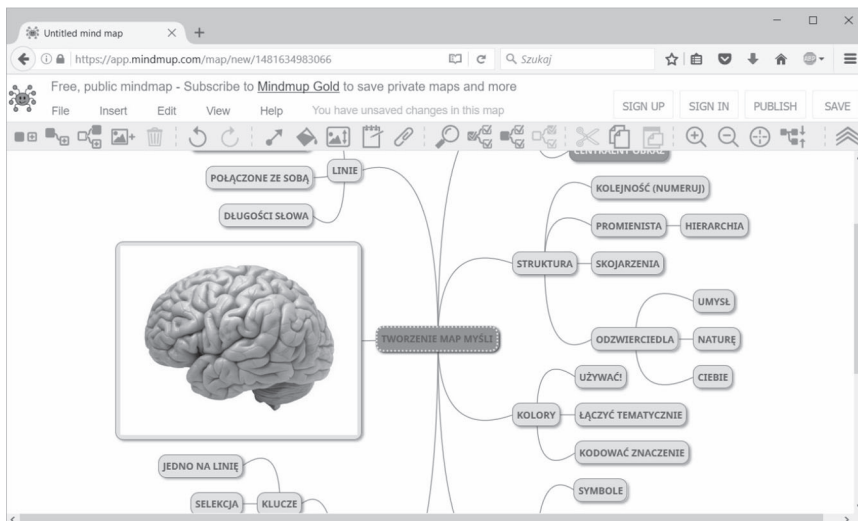 Untitled mind map
https://app.mindmup.com/map/new/1481634983066
Szukaj
Free, public mindmap - Subscribe to Mindmup Gold to save private maps and more
File Insert Edit View Help You have unsaved changes in this map SIGN UP SIGN IN PUBLISH SAVE
CENTRALNY OBRAZ
POŁĄCZONE ZE SOBĄ
LINIE
DŁUGOŚCI SŁOWA
KOLEJNOŚĆ (NUMERUJ)
PROMIENISTA
HIERARCHIA
STRUKTURA
SKOJARZENIA
UMYSŁ
ODZWIERCIEDLA
NATURĘ
CIEBIE
TWORZENIE MAP MYŚLI
UŻYWAĆ!
KOLORY
ŁĄCZYĆ TEMATYCZNIE
KODOWAĆ ZNACZENIE
JEDNO NA LINIĘ
SELEKCJA
KLUCZE
SYMBOLE